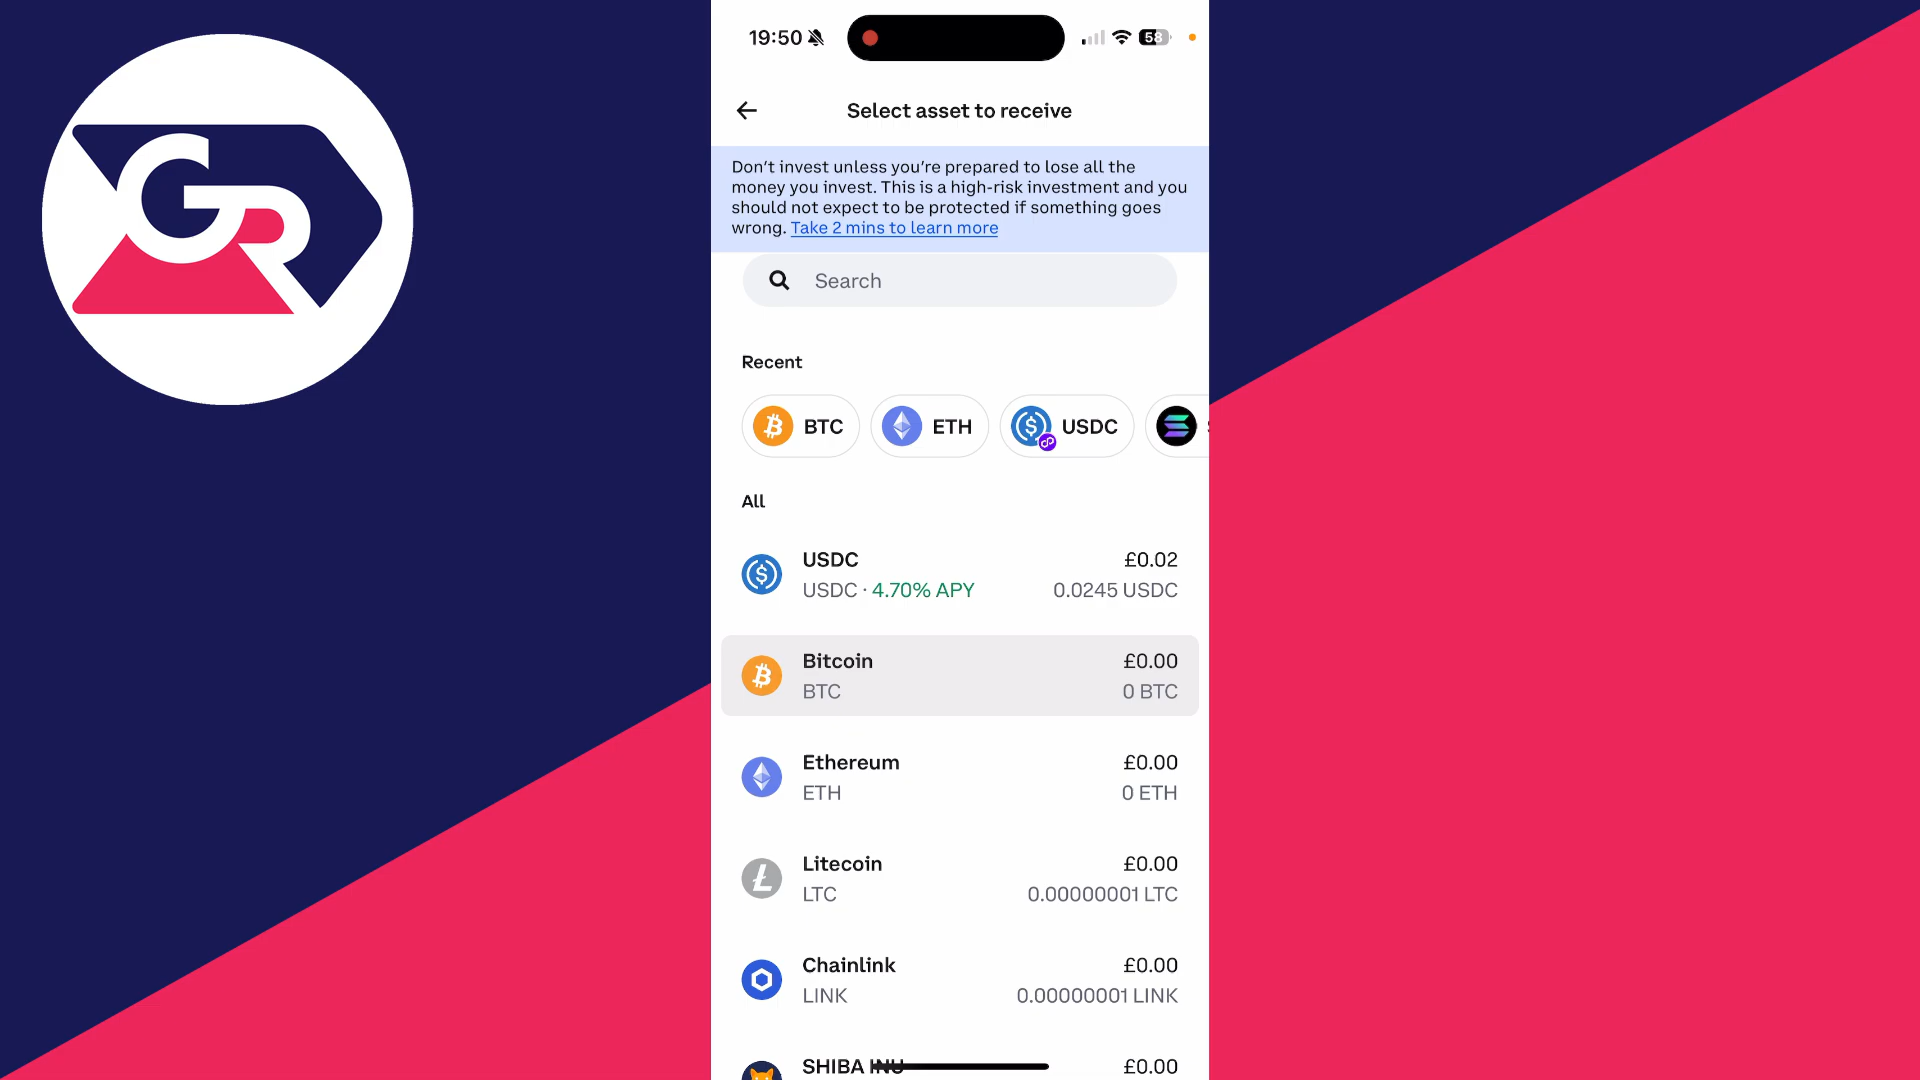 19:50
58
Select asset to receive
Don't invest unless you're prepared to lose all the
money you invest. This is a high-risk investment and you
should not expect to be protected if something goes
wrong. Take 2 mins to learn more
Search
Recent
BTC
ETH
USDC
All
USDC
£0.02
USDC · 4.70% APY
0.0245 USDC
Bitcoin
£0.00
BTC
0 BTC
Ethereum
£0.00
ETH
0 ETH
Litecoin
£0.00
LTC
0.00000001 LTC
Chainlink
£0.00
LINK
0.00000001 LINK
SHIBA INU
£0.00
GR